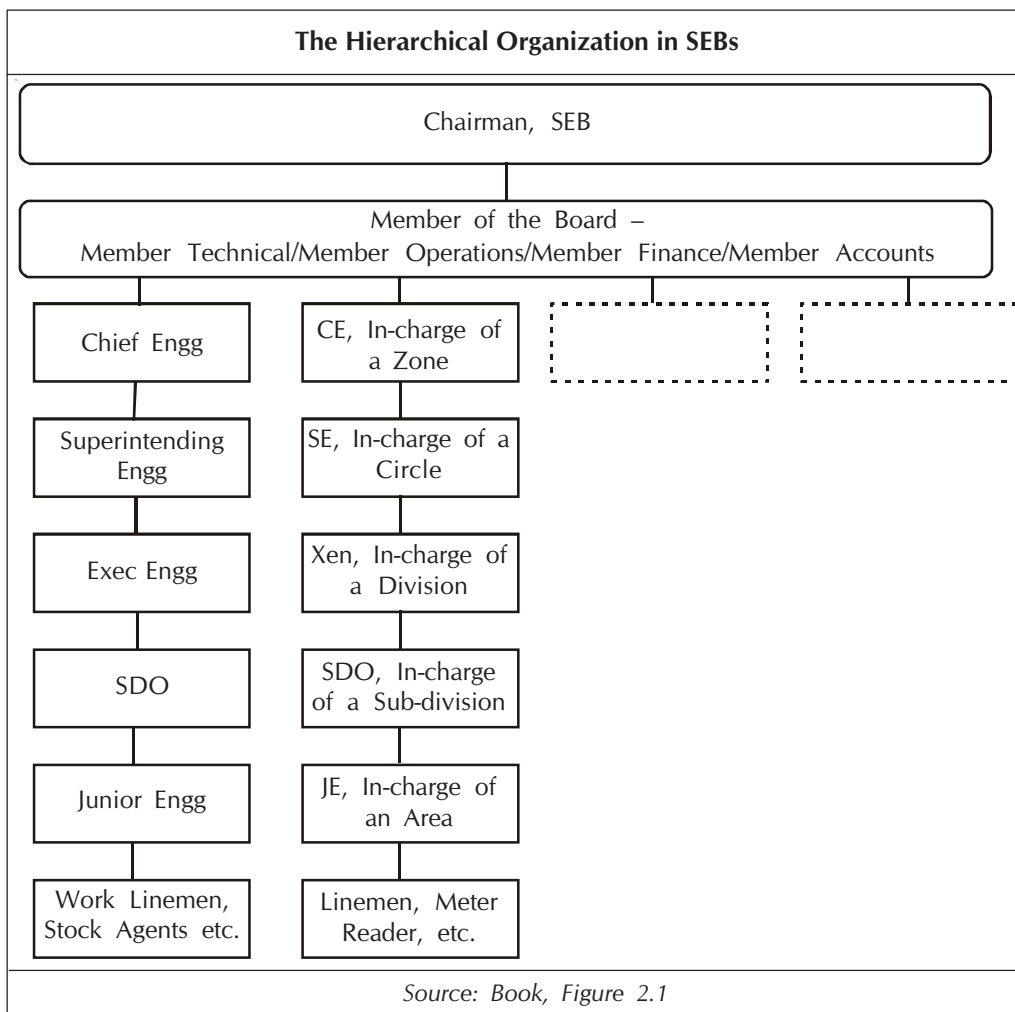 The Hierarchical Organization in SEBs
Chairman, SEB
Member of the Board –
Member Technical/Member Operations/Member Finance/Member Accounts
Chief Engg
CE, In-charge of
a Zone
Superintending
Engg
SE, In-charge of a
Circle
Exec Engg
Xen, In-charge of
a Division
SDO
SDO, In-charge
of a Sub-division
Junior Engg
JE, In-charge of
an Area
Work Linemen,
Stock Agents etc.
Linemen, Meter
Reader, etc.
Source: Book, Figure 2.1